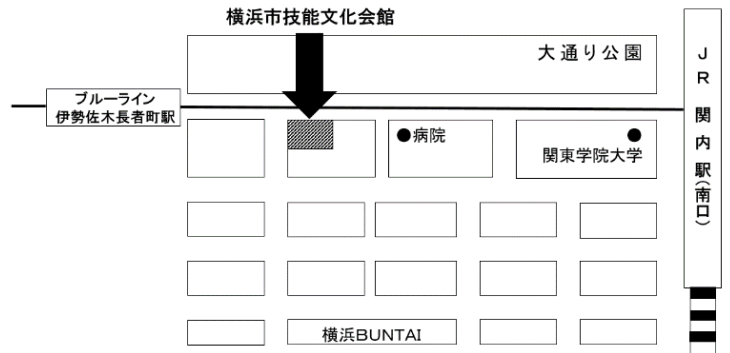 横浜市技能文化会館
大通り公園
ブルーライン
伊勢佐木長者町駅
JR関内駅(南口)
●病院
関東学院大学
横浜BUNTAI